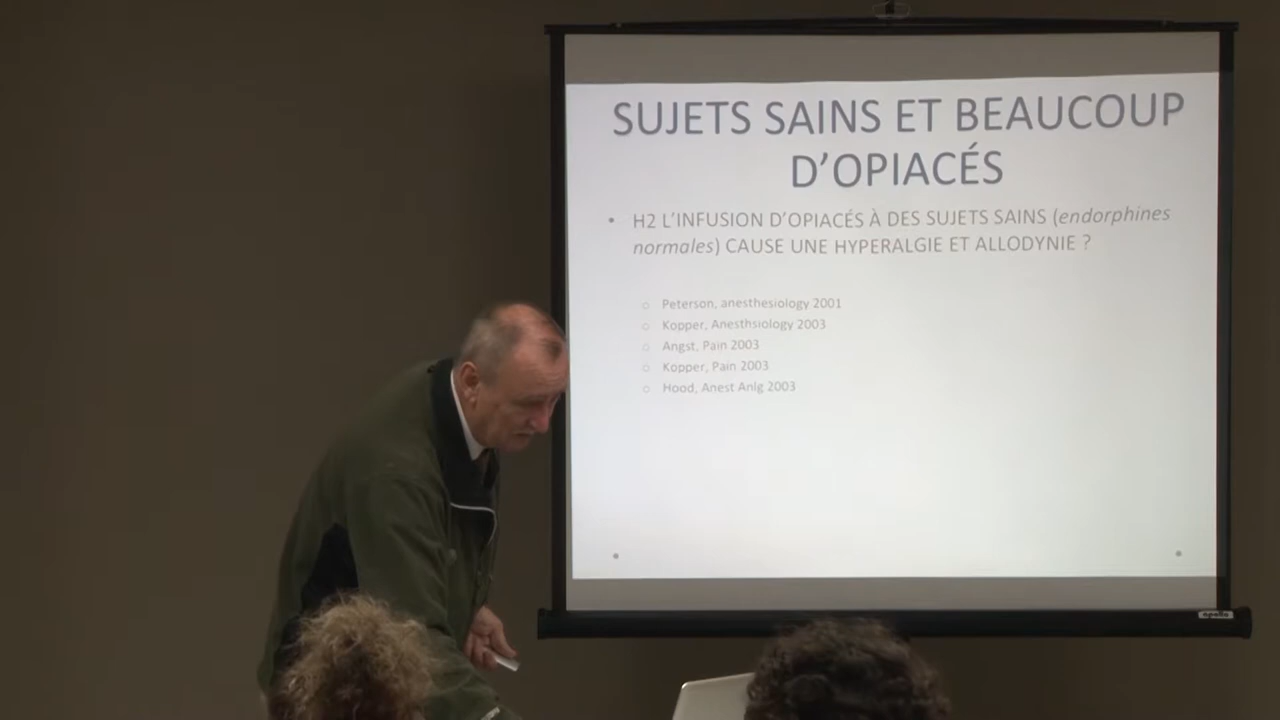 SUJETS SAINS ET BEAUCOUP
D'OPIACÉS
• H2 L'INFUSION D'OPIACÉS À DES SUJETS SAINS (endorphines
normales) CAUSE UNE HYPERALGIE ET ALLODYNIE ?
○ Peterson, anesthesiology 2001
○ Kopper, Anesthsiology 2003
○ Angst, Pain 2003
○ Kopper, Pain 2003
○ Hood, Anest Anlg 2003